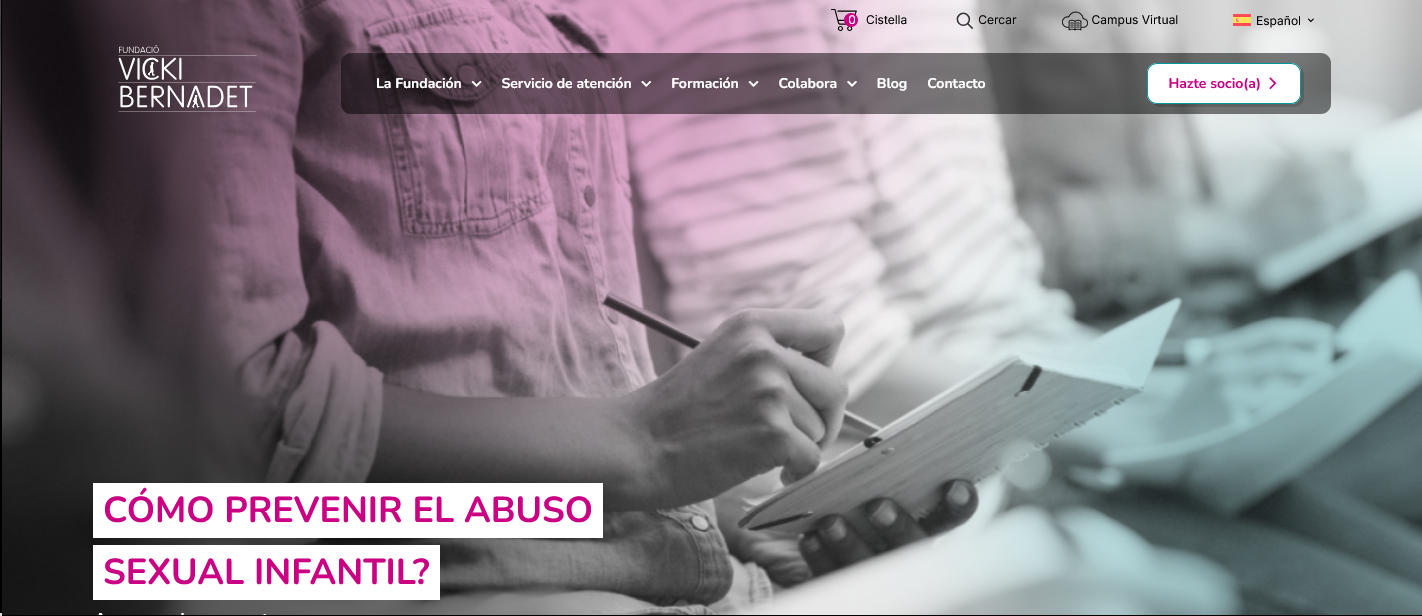 0 Cistella Cercar Campus Virtual Español
FUNDACIÓ
VICKI
BERNADET
La Fundación Servicio de atención Formación Colabora Blog Contacto Hazte socio(a)
CÓMO PREVENIR EL ABUSO
SEXUAL INFANTIL?